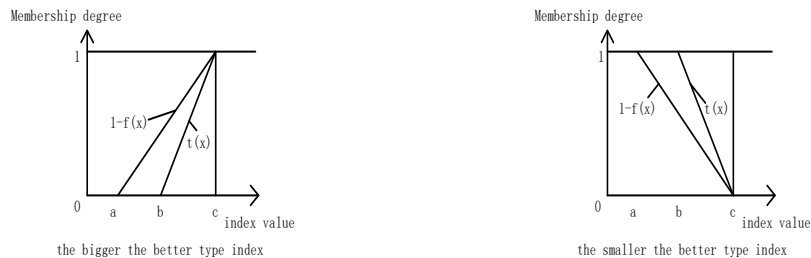 Membership degree
1
1-f(x)
t(x)
0
a b c
index value
the bigger the better type index
Membership degree
1
1-f(x)
t(x)
0
a b c
index value
the smaller the better type index